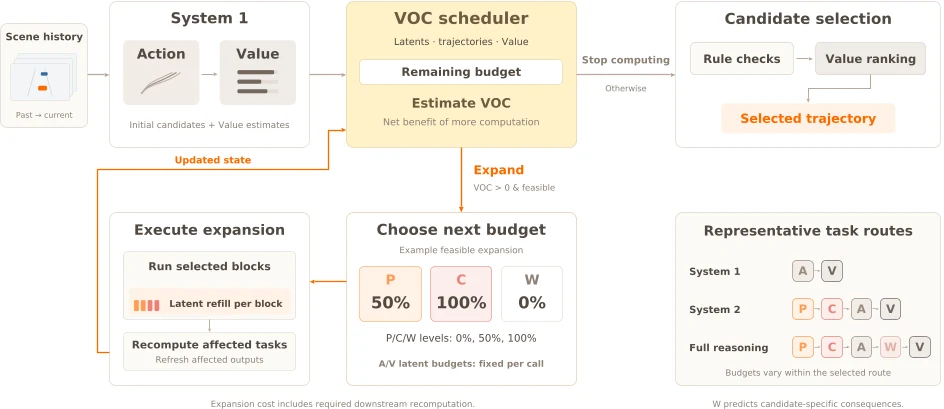 Scene history
Past → current
System 1
Action
Value
Initial candidates + Value estimates
VOC scheduler
Latents · trajectories · Value
Remaining budget
Estimate VOC
Net benefit of more computation
Stop computing
Otherwise
Candidate selection
Rule checks
Value ranking
Selected trajectory
Updated state
Expand
VOC > 0 & feasible
Execute expansion
Run selected blocks
Latent refill per block
Recompute affected tasks
Refresh affected outputs
Choose next budget
Example feasible expansion
P
C
W
50%
100%
0%
P/C/W levels: 0%, 50%, 100%
A/V latent budgets: fixed per call
Representative task routes
System 1
A
V
System 2
P
C
A
V
Full reasoning
P
C
A
W
V
Budgets vary within the selected route
Expansion cost includes required downstream recomputation.
W predicts candidate-specific consequences.